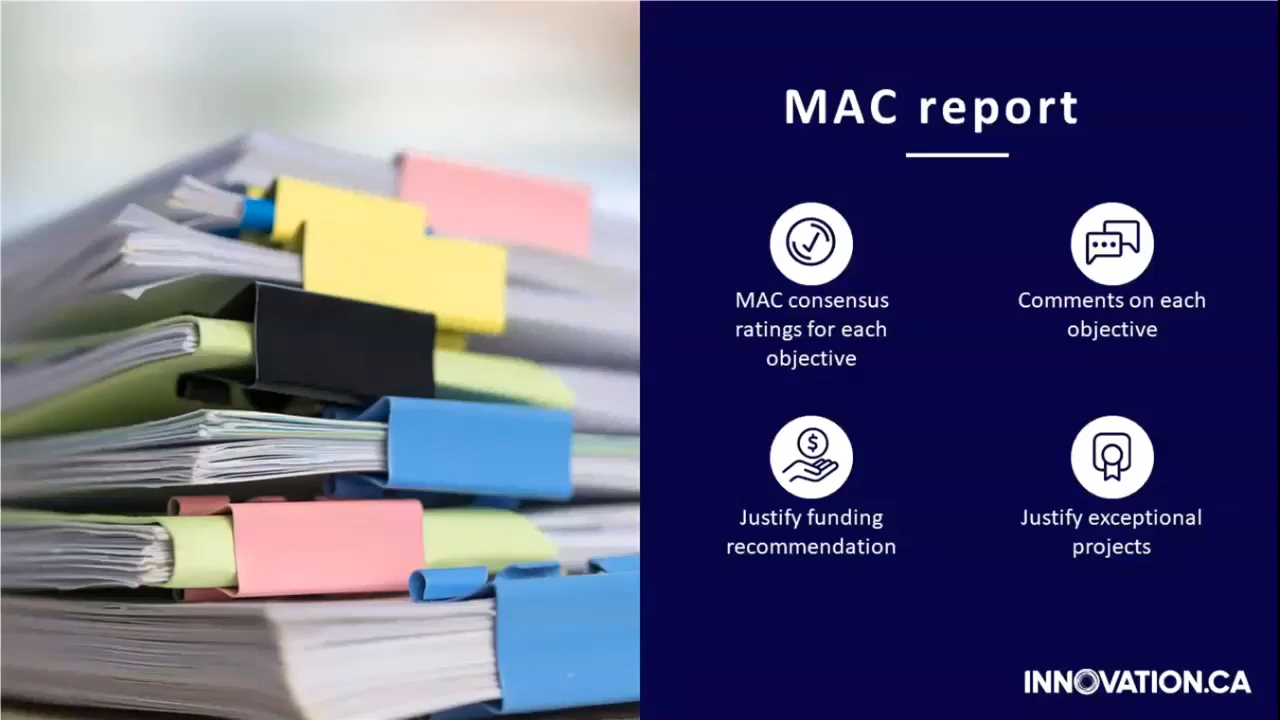 MAC report
MAC consensus
ratings for each
objective
Comments on each
objective
$
Justify funding
recommendation
Justify exceptional
projects
INNOVATION.CA